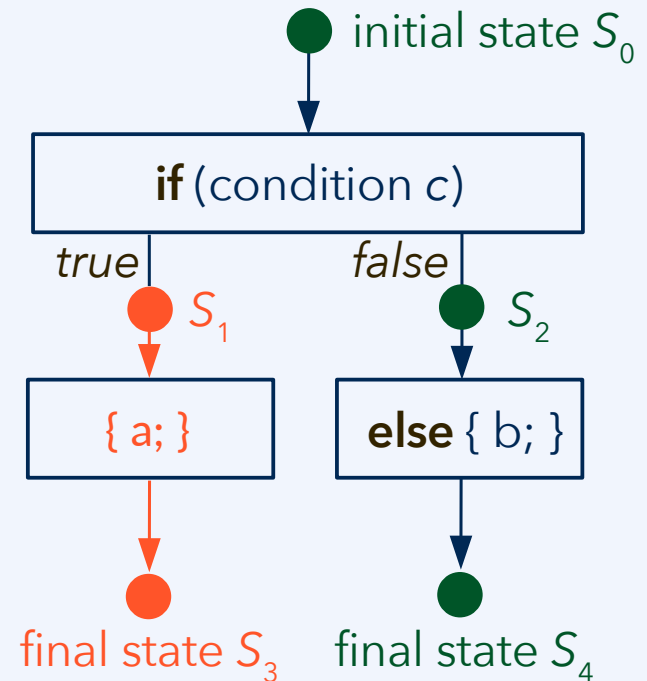 initial state S₀
if (condition c)
true
false
S₁
S₂
{ a; }
else { b; }
final state S₃
final state S₄